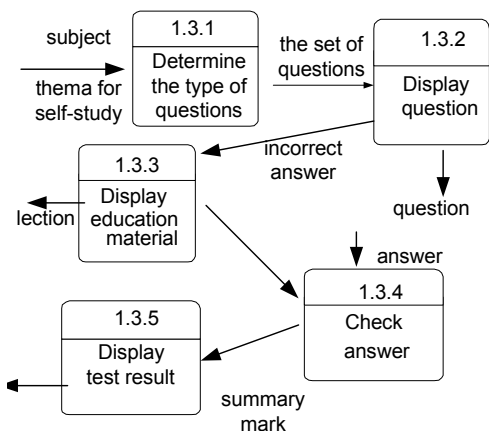 subject
thema for
self-study
1.3.1
Determine
the type of
questions
the set of
questions
1.3.2
Display
question
incorrect
answer
1.3.3
Display
education
material
lection
question
answer
1.3.4
Check
answer
1.3.5
Display
test result
summary
mark